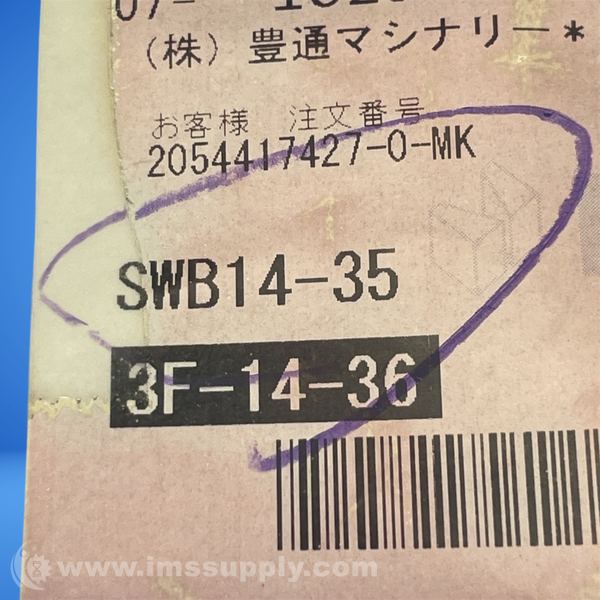 07-
(株)豊通マシナリー*
お客様 注文番号
2054417427-0-MK
SWB14-35
3F-14-36
www.imssupply.com